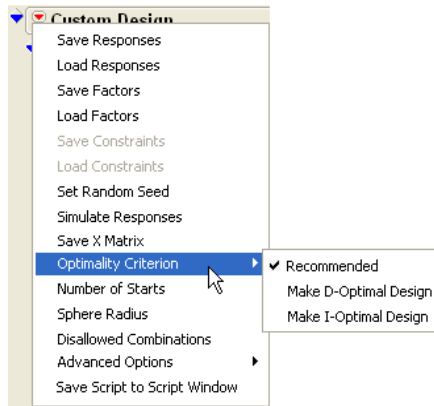 Custom Design
Save Responses
Load Responses
Save Factors
Load Factors
Save Constraints
Load Constraints
Set Random Seed
Simulate Responses
Save X Matrix
Optimality Criterion
Recommended
Make D-Optimal Design
Make I-Optimal Design
Number of Starts
Sphere Radius
Disallowed Combinations
Advanced Options
Save Script to Script Window